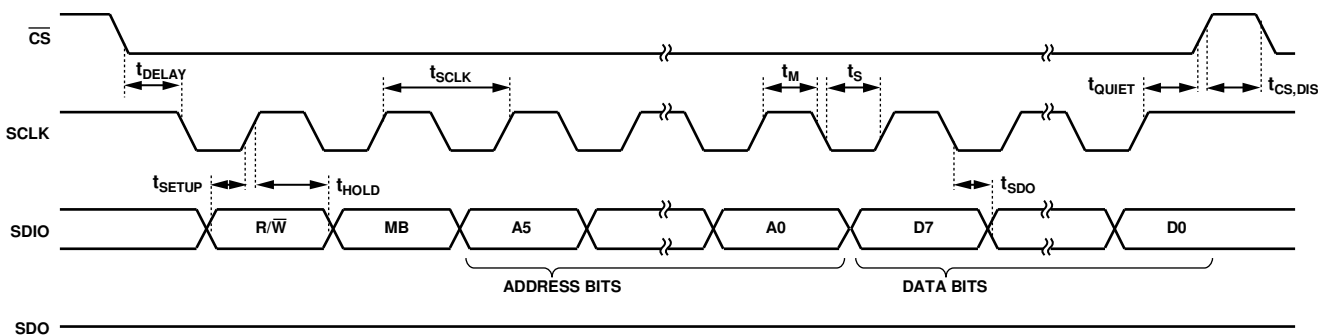 CS
tDELAY
tSCLK
tM
tS
tQUIET
tCS,DIS
SCLK
tSETUP
tHOLD
tSDO
SDIO
R/W
MB
A5
A0
D7
D0
ADDRESS BITS
DATA BITS
SDO